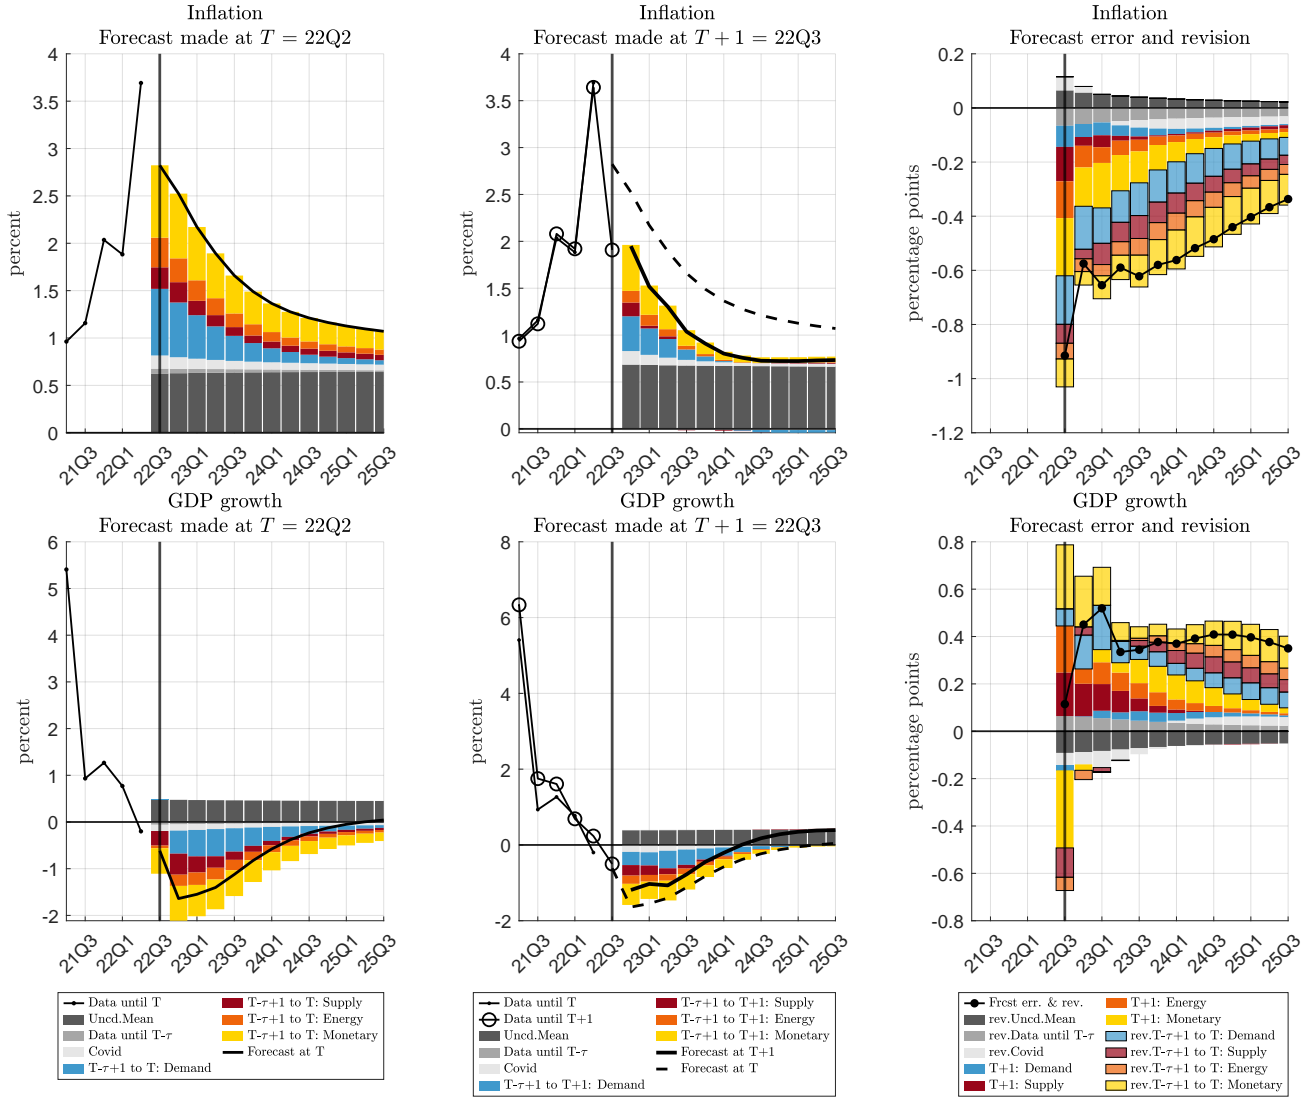 Inflation
Forecast made at T = 22Q2
percent
4
3.5
3
2.5
2
1.5
1
0.5
0
21Q3
22Q1
22Q3
23Q1
23Q3
24Q1
24Q3
25Q1
25Q3
Inflation
Forecast made at T + 1 = 22Q3
percent
4
3.5
3
2.5
2
1.5
1
0.5
0
21Q3
22Q1
22Q3
23Q1
23Q3
24Q1
24Q3
25Q1
25Q3
Inflation
Forecast error and revision
percentage points
0.2
0
-0.2
-0.4
-0.6
-0.8
-1
-1.2
21Q3
22Q1
22Q3
23Q1
23Q3
24Q1
24Q3
25Q1
25Q3
GDP growth
Forecast made at T = 22Q2
percent
6
5
4
3
2
1
0
-1
-2
21Q3
22Q1
22Q3
23Q1
23Q3
24Q1
24Q3
25Q1
25Q3
GDP growth
Forecast made at T + 1 = 22Q3
percent
8
6
4
2
0
-2
21Q3
22Q1
22Q3
23Q1
23Q3
24Q1
24Q3
25Q1
25Q3
GDP growth
Forecast error and revision
percentage points
0.8
0.6
0.4
0.2
0
-0.2
-0.4
-0.6
-0.8
21Q3
22Q1
22Q3
23Q1
23Q3
24Q1
24Q3
25Q1
25Q3
Data until T
Uncd.Mean
Data until T-τ
Covid
T-τ+1 to T: Demand
T-τ+1 to T: Supply
T-τ+1 to T: Energy
T-τ+1 to T: Monetary
Forecast at T
Data until T
Data until T+1
Uncd.Mean
Data until T-τ
Covid
T-τ+1 to T+1: Demand
T-τ+1 to T+1: Supply
T-τ+1 to T+1: Energy
T-τ+1 to T+1: Monetary
Forecast at T+1
Forecast at T
Frcst err. & rev.
rev.Uncd.Mean
rev.Data until T-τ
rev.Covid
T+1: Demand
T+1: Supply
T+1: Energy
T+1: Monetary
rev.T-τ+1 to T: Demand
rev.T-τ+1 to T: Supply
rev.T-τ+1 to T: Energy
rev.T-τ+1 to T: Monetary